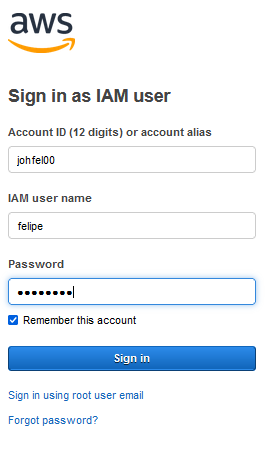 aws
Sign in as IAM user
Account ID (12 digits) or account alias
johfel00
IAM user name
felipe
Password
••••••••
Remember this account
Sign in
Sign in using root user email
Forgot password?